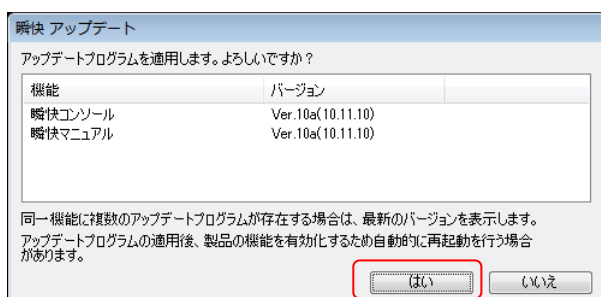 瞬快 アップデート
アップデートプログラムを適用します。よろしいですか？
機能 バージョン
瞬快コンソール Ver.10a(10.11.10)
瞬快マニュアル Ver.10a(10.11.10)
同一機能に複数のアップデートプログラムが存在する場合は、最新のバージョンを表示します。
アップデートプログラムの適用後、製品の機能を有効化するため自動的に再起動を行う場合
があります。
はい いいえ